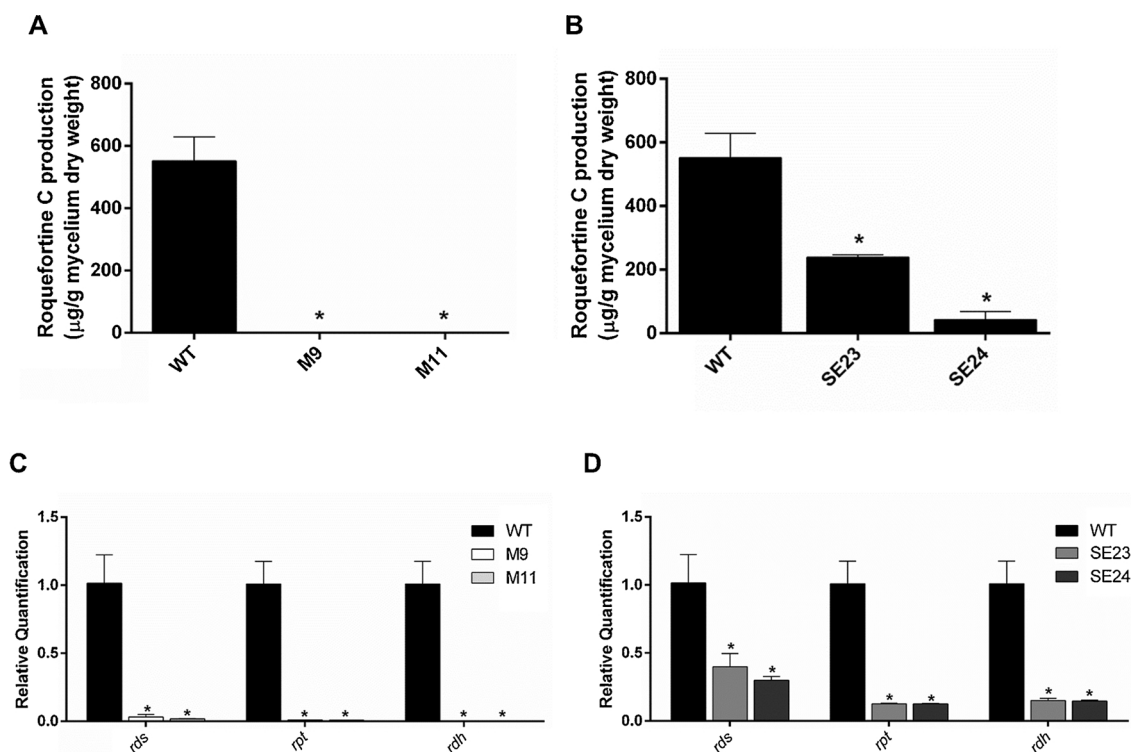 A
Roquefortine C production
(µg/g mycelium dry weight)
800
600
400
200
0
*
*
WT
M9
M11
B
Roquefortine C production
(µg/g mycelium dry weight)
800
600
400
200
0
*
*
WT
SE23
SE24
C
Relative Quantification
1.5
1.0
0.5
0.0
WT
M9
M11
* * * * * *
rds
rpt
rdh
D
Relative Quantification
1.5
1.0
0.5
0.0
WT
SE23
SE24
* * * * * *
rds
rpt
rdh